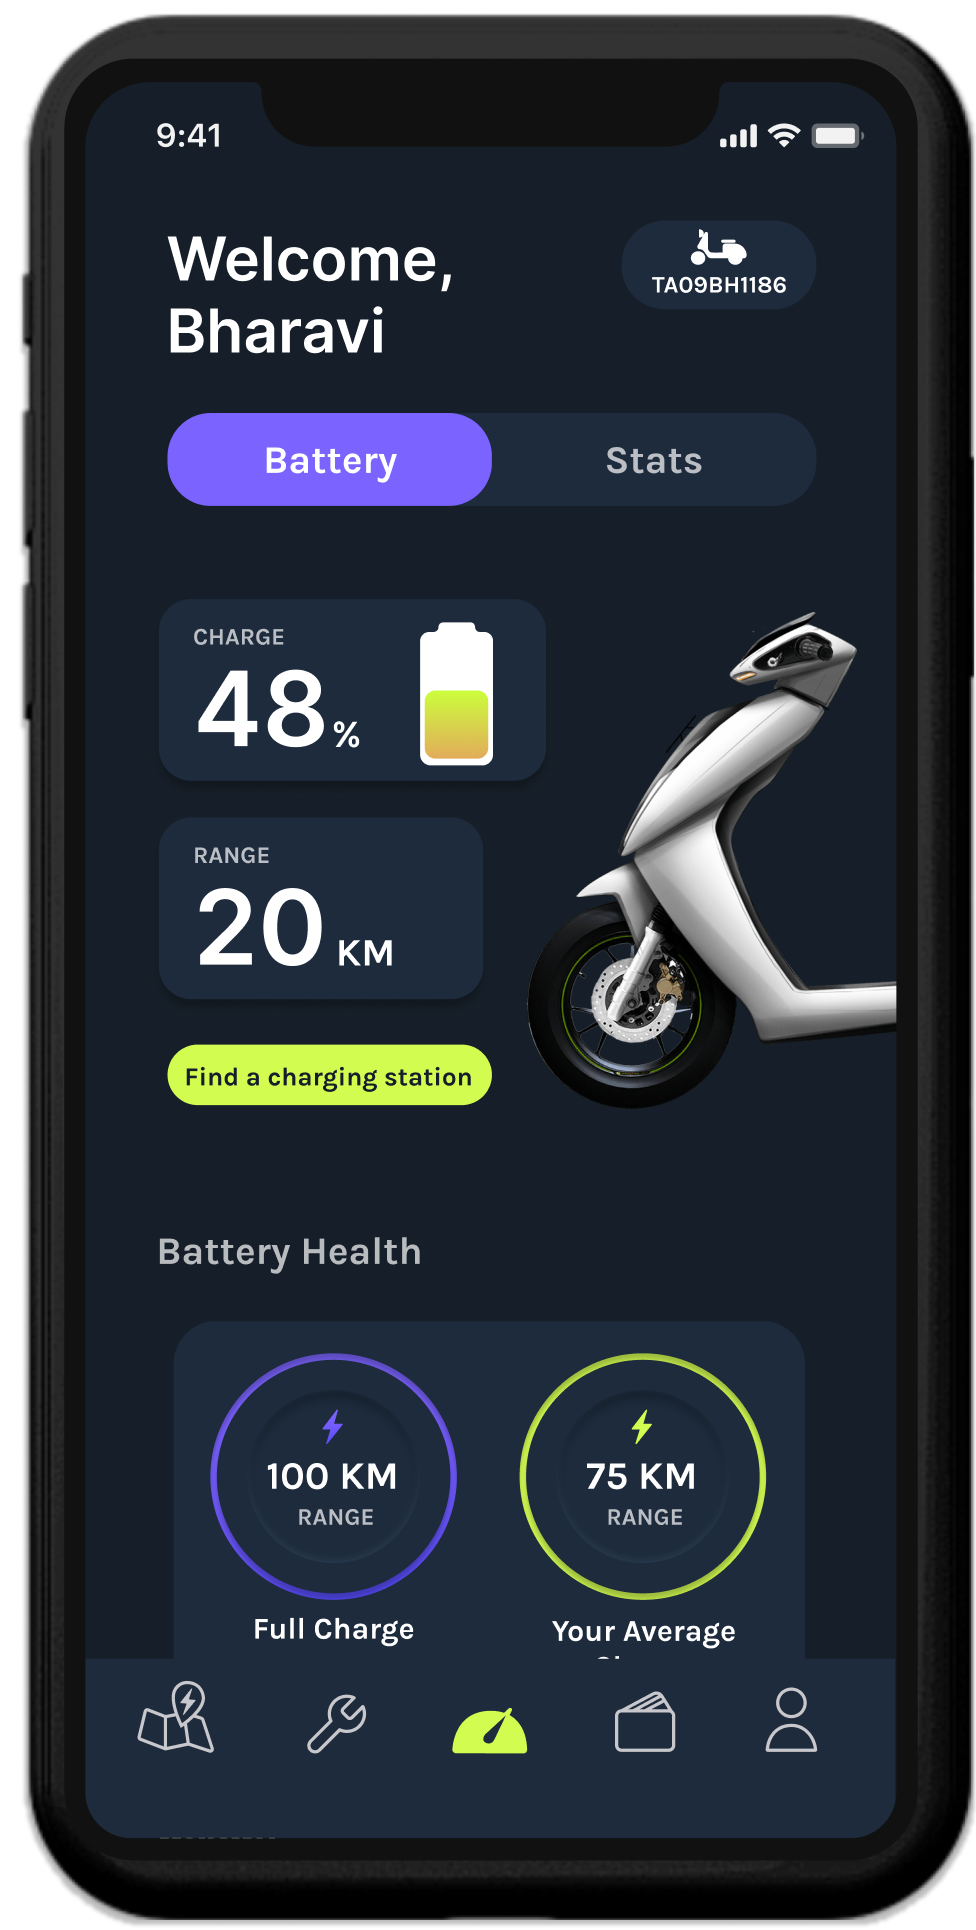 9:41
Welcome,
Bharavi
TA09BH1186
Battery
Stats
CHARGE
48%
RANGE
20 KM
Find a charging station
Battery Health
100 KM
RANGE
Full Charge
75 KM
RANGE
Your Average